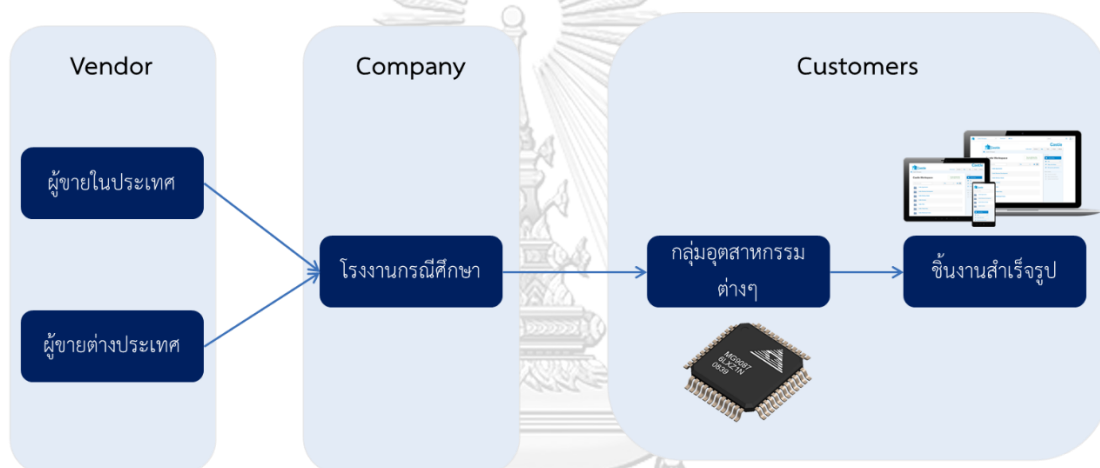 Vendor
Company
Customers
ผู้ขายในประเทศ
ผู้ขายต่างประเทศ
โรงงานกรณีศึกษา
กลุ่มอุตสาหกรรม
ต่างๆ
ชิ้นงานสำเร็จรูป
MG9087
6LXZ1N
0639